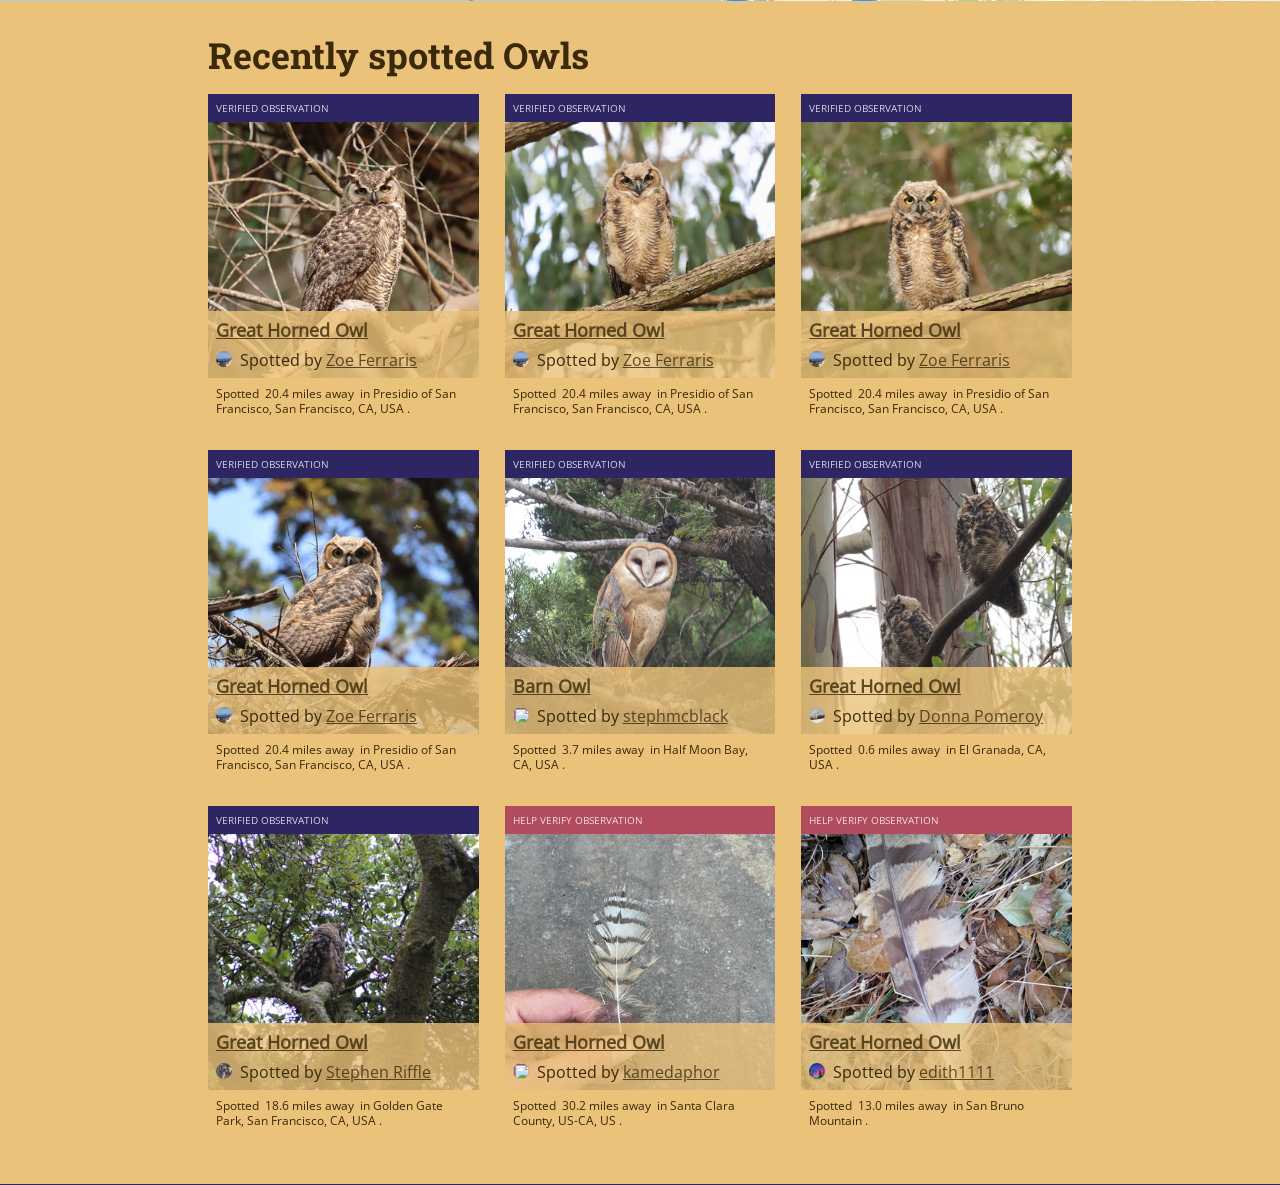 Recently spotted Owls
VERIFIED OBSERVATION
Great Horned Owl
Spotted by Zoe Ferraris
Spotted 20.4 miles away in Presidio of San
Francisco, San Francisco, CA, USA .
VERIFIED OBSERVATION
Great Horned Owl
Spotted by Zoe Ferraris
Spotted 20.4 miles away in Presidio of San
Francisco, San Francisco, CA, USA .
VERIFIED OBSERVATION
Great Horned Owl
Spotted by Zoe Ferraris
Spotted 20.4 miles away in Presidio of San
Francisco, San Francisco, CA, USA .
VERIFIED OBSERVATION
Great Horned Owl
Spotted by Zoe Ferraris
Spotted 20.4 miles away in Presidio of San
Francisco, San Francisco, CA, USA .
VERIFIED OBSERVATION
Barn Owl
Spotted by stephmcblack
Spotted 3.7 miles away in Half Moon Bay,
CA, USA .
VERIFIED OBSERVATION
Great Horned Owl
Spotted by Donna Pomeroy
Spotted 0.6 miles away in El Granada, CA,
USA .
VERIFIED OBSERVATION
Great Horned Owl
Spotted by Stephen Riffle
Spotted 18.6 miles away in Golden Gate
Park, San Francisco, CA, USA .
HELP VERIFY OBSERVATION
Great Horned Owl
Spotted by kamedaphor
Spotted 30.2 miles away in Santa Clara
County, US-CA, US .
HELP VERIFY OBSERVATION
Great Horned Owl
Spotted by edith1111
Spotted 13.0 miles away in San Bruno
Mountain .